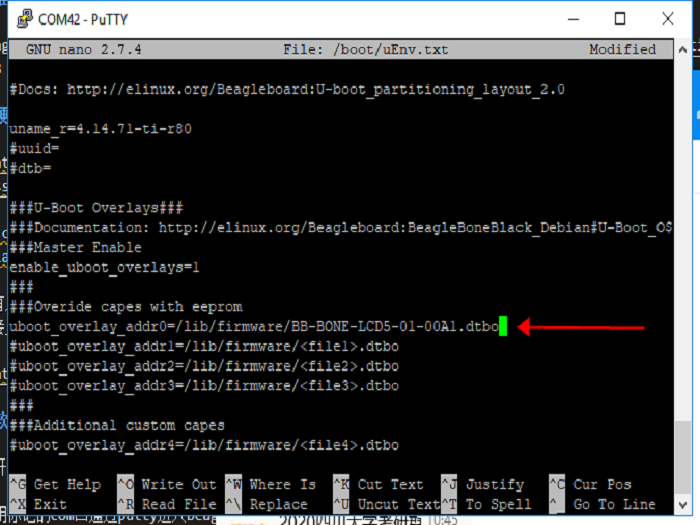 COM42 - PuTTY
GNU nano 2.7.4 File: /boot/uEnv.txt Modified
#Docs: http://elinux.org/Beagleboard:U-boot_partitioning_layout_2.0
uname_r=4.14.71-ti-r80
#uuid=
#dtb=
###U-Boot Overlays###
###Documentation: http://elinux.org/Beagleboard:BeagleBoneBlack_Debian#U-Boot_O$
###Master Enable
enable_uboot_overlays=1
###
###Overide capes with eeprom
uboot_overlay_addr0=/lib/firmware/BB-BONE-LCD5-01-00A1.dtbo
#uboot_overlay_addr1=/lib/firmware/<file1>.dtbo
#uboot_overlay_addr2=/lib/firmware/<file2>.dtbo
#uboot_overlay_addr3=/lib/firmware/<file3>.dtbo
###
###Additional custom capes
#uboot_overlay_addr4=/lib/firmware/<file4>.dtbo
^G Get Help ^O Write Out ^W Where Is ^K Cut Text ^J Justify ^C Cur Pos
^X Exit ^R Read File ^\ Replace ^U Uncut Text ^T To Spell ^_ Go To Line
10:45